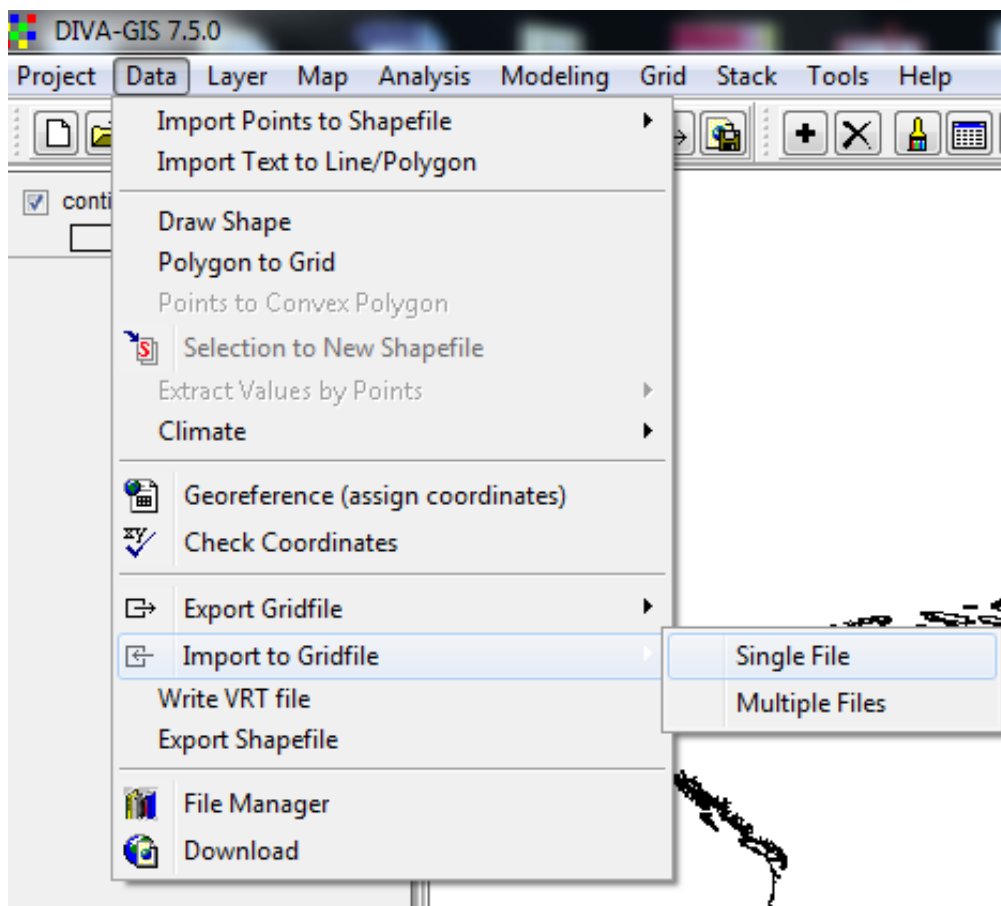 DIVA-GIS 7.5.0
Project Data Layer Map Analysis Modeling Grid Stack Tools Help
conti
Import Points to Shapefile
Import Text to Line/Polygon
Draw Shape
Polygon to Grid
Points to Convex Polygon
S Selection to New Shapefile
Extract Values by Points
Climate
Georeference (assign coordinates)
xy Check Coordinates
Export Gridfile
Import to Gridfile
Single File
Multiple Files
Write VRT file
Export Shapefile
File Manager
Download